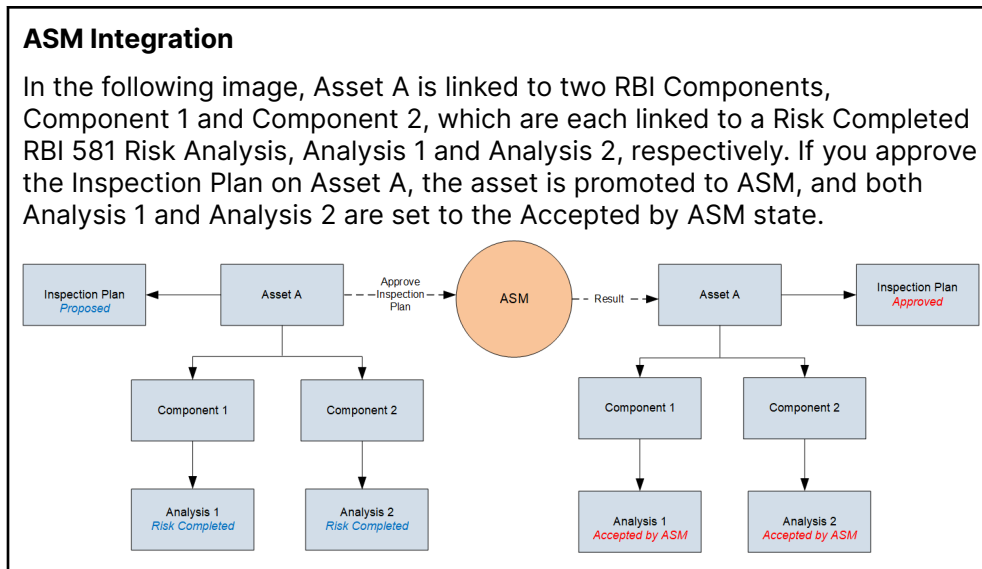 ASM Integration
In the following image, Asset A is linked to two RBI Components,
Component 1 and Component 2, which are each linked to a Risk Completed
RBI 581 Risk Analysis, Analysis 1 and Analysis 2, respectively. If you approve
the Inspection Plan on Asset A, the asset is promoted to ASM, and both
Analysis 1 and Analysis 2 are set to the Accepted by ASM state.
Inspection Plan
Proposed
Asset A
Approve
Inspection
Plan
ASM
Result
Asset A
Inspection Plan
Approved
Component 1
Component 2
Component 1
Component 2
Analysis 1
Risk Completed
Analysis 2
Risk Completed
Analysis 1
Accepted by ASM
Analysis 2
Accepted by ASM